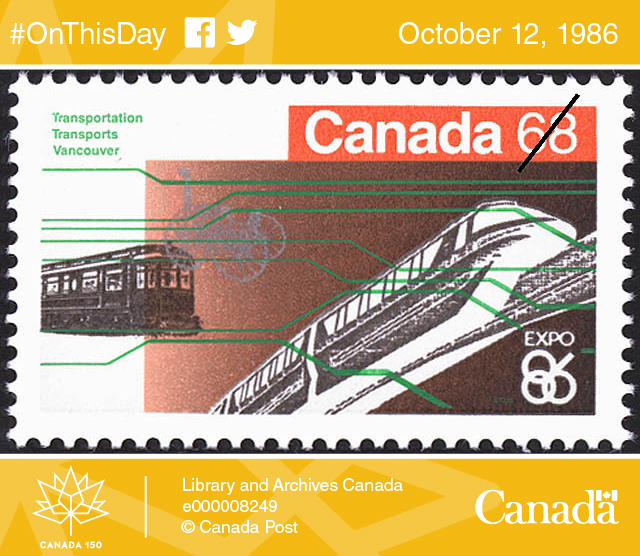 #OnThisDay
October 12, 1986
Transportation
Transports
Vancouver
Canada 68
EXPO
86
Library and Archives Canada
e000008249
© Canada Post
CANADA 150
Canada